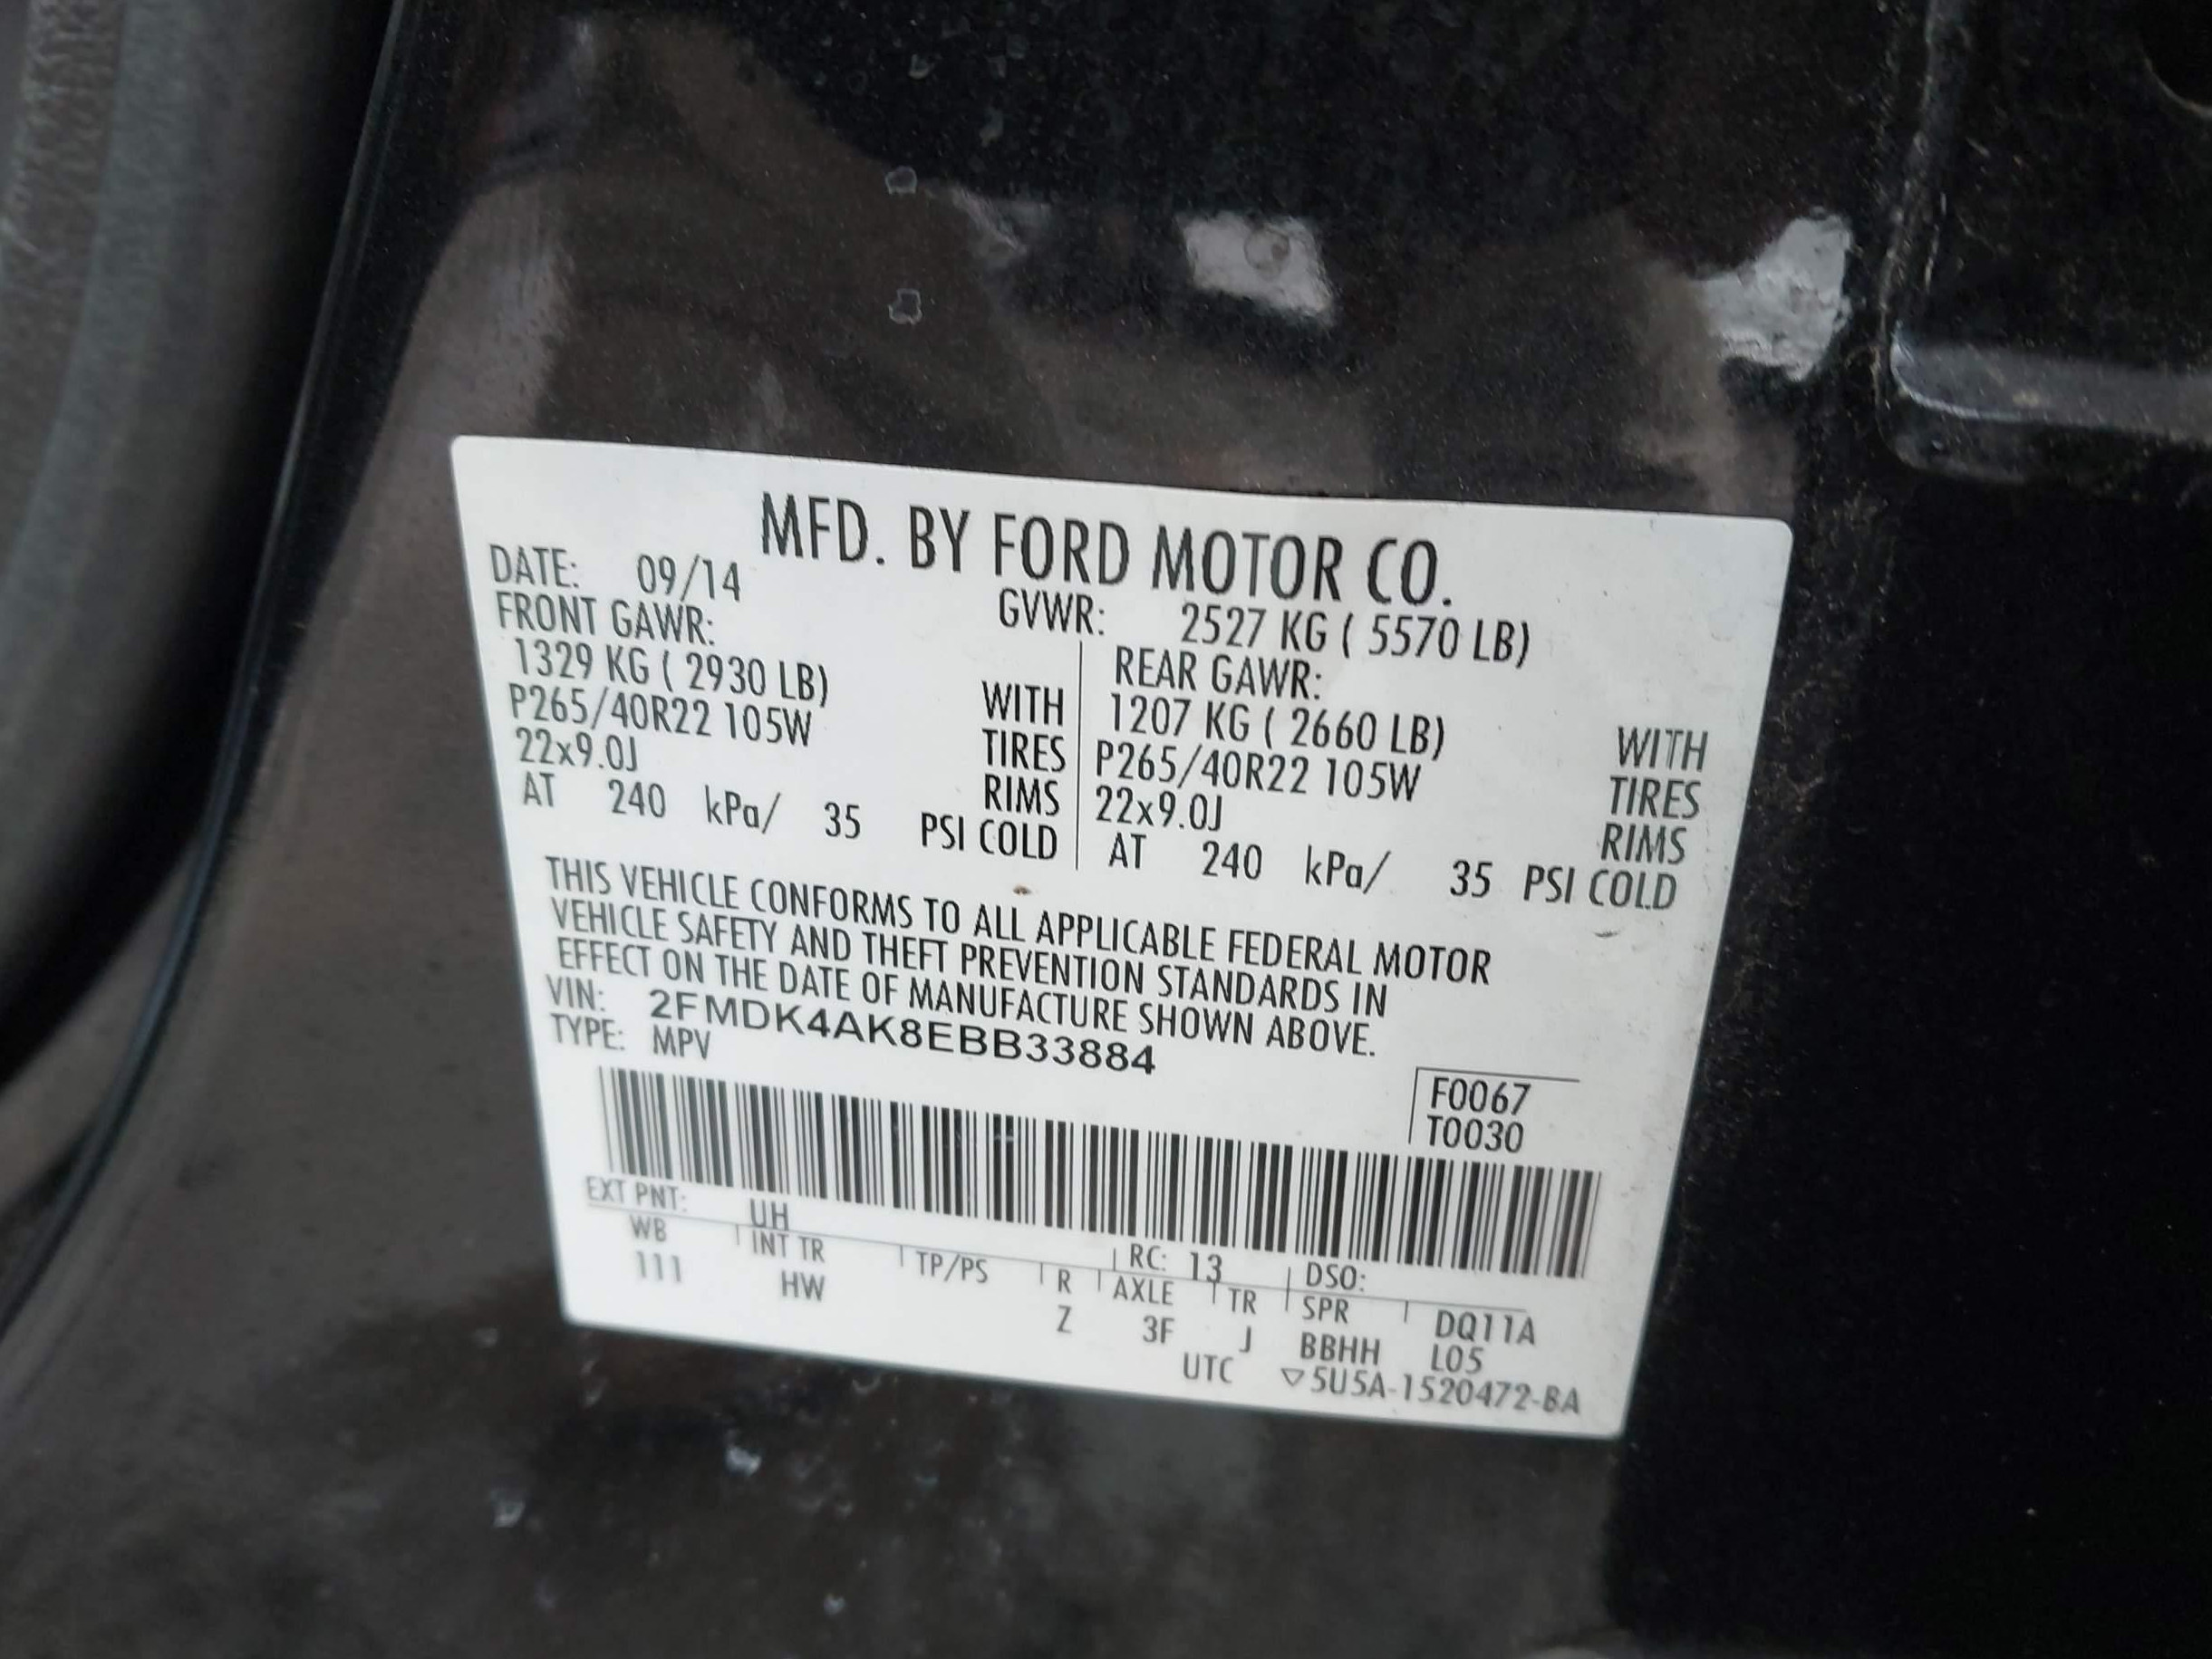 MFD. BY FORD MOTOR CO.
DATE: 09/14 GVWR: 2527 KG ( 5570 LB)
FRONT GAWR: REAR GAWR:
1329 KG ( 2930 LB) WITH 1207 KG ( 2660 LB) WITH
P265/40R22 105W TIRES P265/40R22 105W TIRES
22x9.0J RIMS 22x9.0J RIMS
AT 240 kPa/ 35 PSI COLD AT 240 kPa/ 35 PSI COLD
THIS VEHICLE CONFORMS TO ALL APPLICABLE FEDERAL MOTOR
VEHICLE SAFETY AND THEFT PREVENTION STANDARDS IN
EFFECT ON THE DATE OF MANUFACTURE SHOWN ABOVE.
VIN: 2FMDK4AK8EBB33884
TYPE: MPV
F0067
T0030
EXT PNT: UH RC: 13 DSO:
WB INT TR TP/PS R AXLE TR SPR DQ11A
111 HW Z 3F J BBHH L05
UTC ▽5U5A-1520472-BA